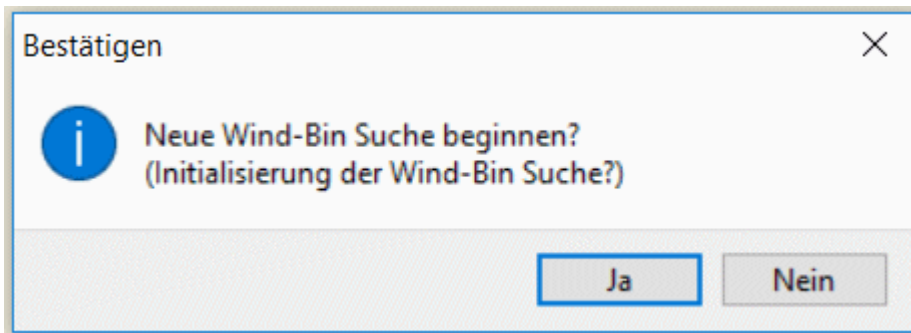 Bestätigen
Neue Wind-Bin Suche beginnen?
(Initialisierung der Wind-Bin Suche?)
Ja
Nein